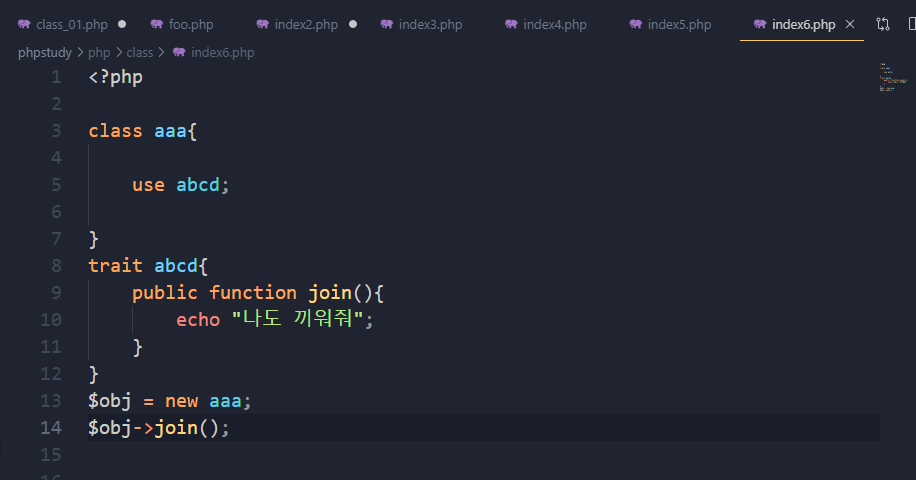 class_01.php foo.php index2.php index3.php index4.php index5.php index6.php
phpstudy > php > class > index6.php
1 <?php
2
3 class aaa{
4
5     use abcd;
6
7 }
8 trait abcd{
9     public function join(){
10         echo "나도 끼워줘";
11     }
12 }
13 $obj = new aaa;
14 $obj->join();
15
16